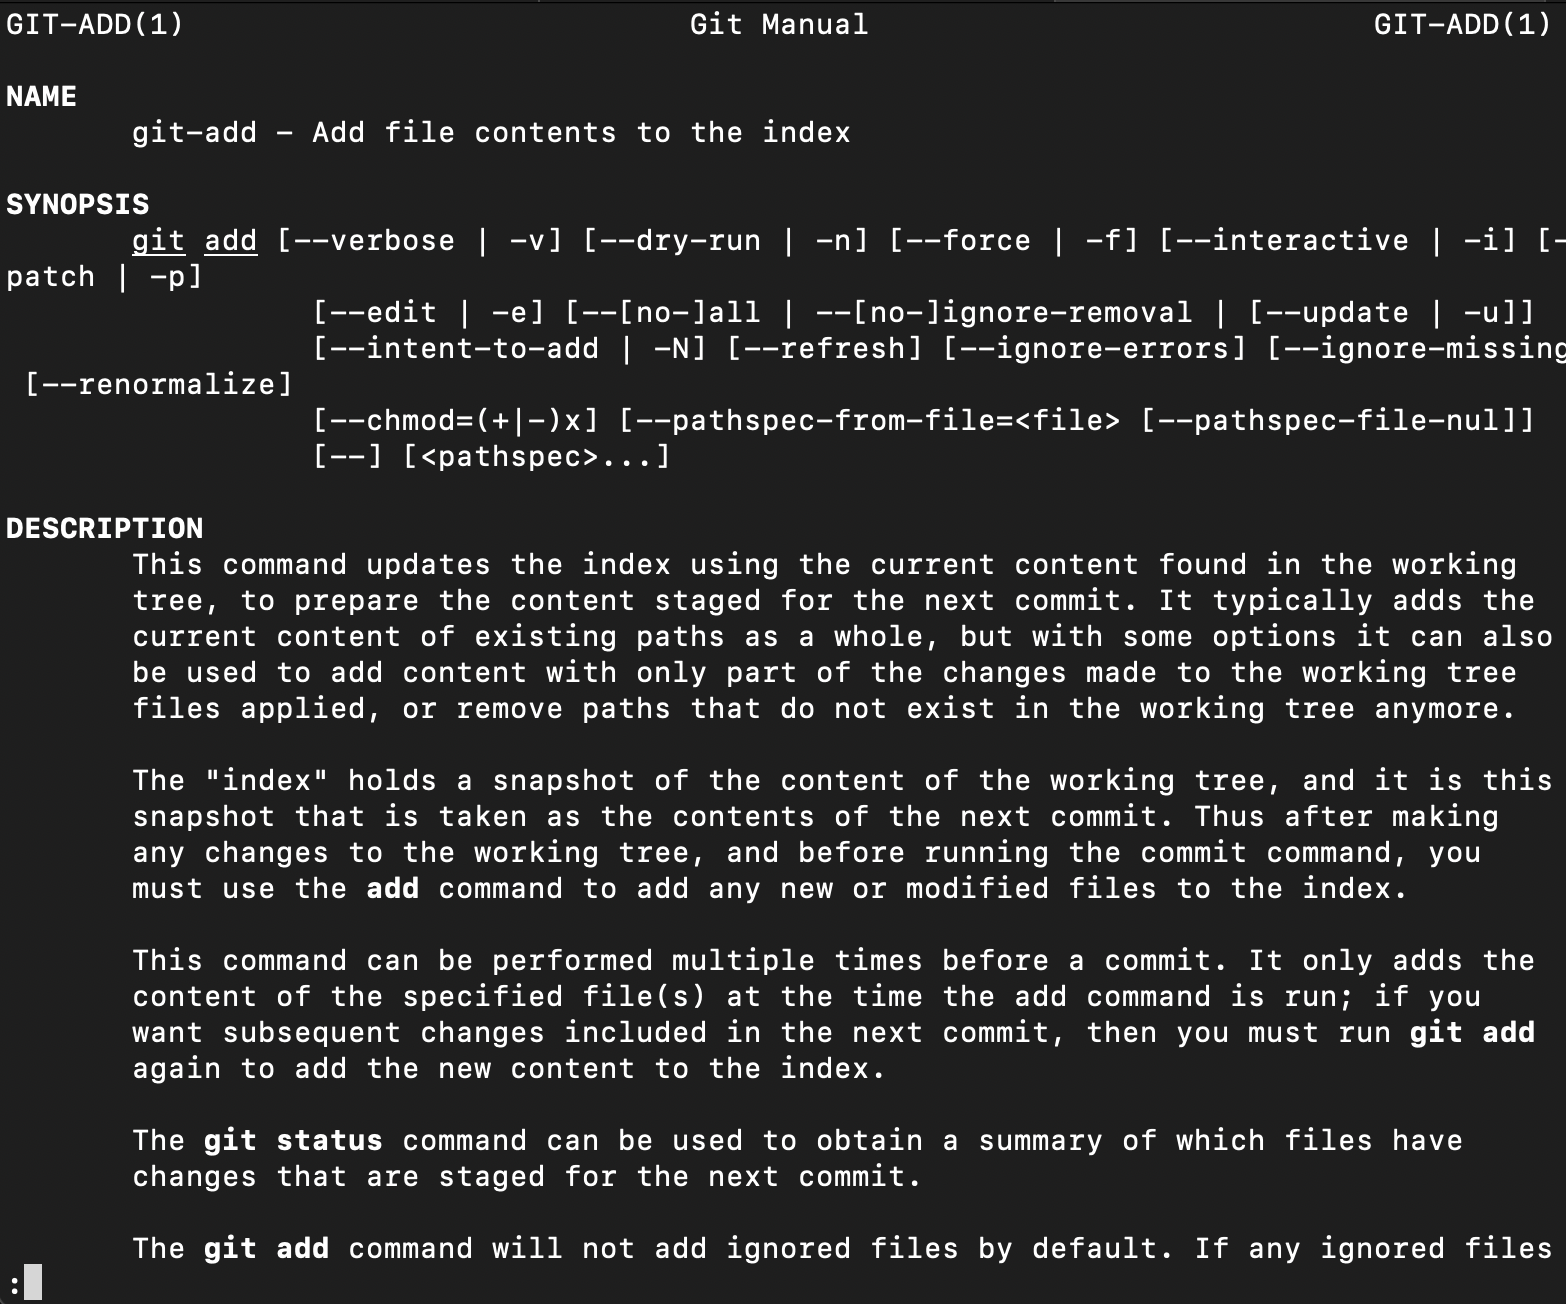 GIT-ADD(1)                            Git Manual                            GIT-ADD(1)

NAME
       git-add - Add file contents to the index

SYNOPSIS
       git add [--verbose | -v] [--dry-run | -n] [--force | -f] [--interactive | -i] [-
patch | -p]
                 [--edit | -e] [--[no-]all | --[no-]ignore-removal | [--update | -u]]
                 [--intent-to-add | -N] [--refresh] [--ignore-errors] [--ignore-missing
 [--renormalize]
                 [--chmod=(+|-)x] [--pathspec-from-file=<file> [--pathspec-file-nul]]
                 [--] [<pathspec>...]

DESCRIPTION
       This command updates the index using the current content found in the working
       tree, to prepare the content staged for the next commit. It typically adds the
       current content of existing paths as a whole, but with some options it can also
       be used to add content with only part of the changes made to the working tree
       files applied, or remove paths that do not exist in the working tree anymore.

       The "index" holds a snapshot of the content of the working tree, and it is this
       snapshot that is taken as the contents of the next commit. Thus after making
       any changes to the working tree, and before running the commit command, you
       must use the add command to add any new or modified files to the index.

       This command can be performed multiple times before a commit. It only adds the
       content of the specified file(s) at the time the add command is run; if you
       want subsequent changes included in the next commit, then you must run git add
       again to add the new content to the index.

       The git status command can be used to obtain a summary of which files have
       changes that are staged for the next commit.

       The git add command will not add ignored files by default. If any ignored files
: